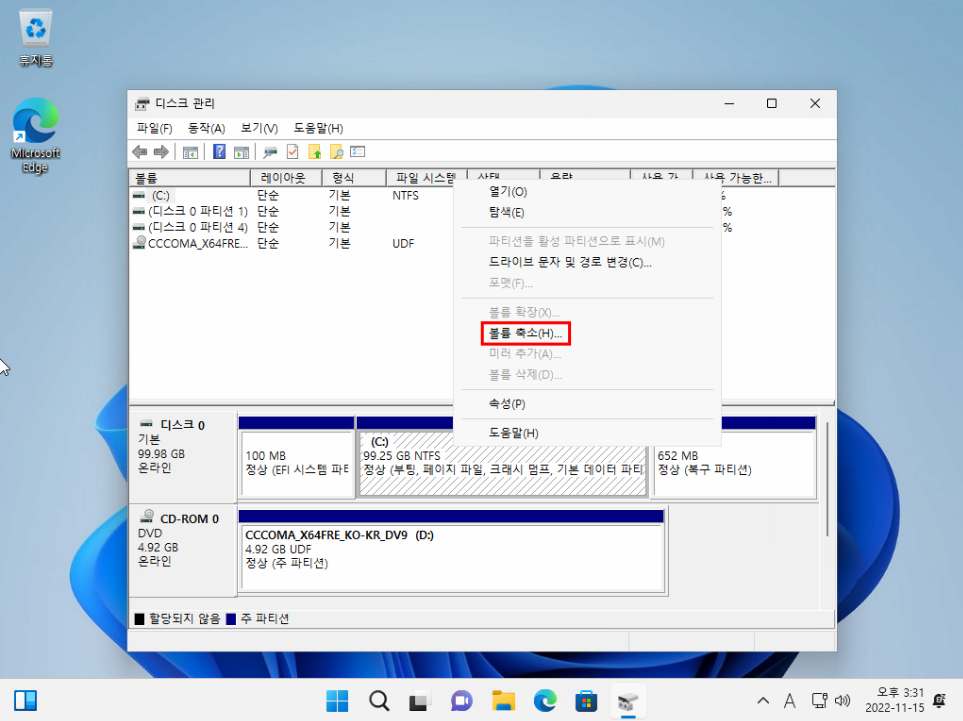 휴지통
Microsoft
Edge
디스크 관리
파일(F) 동작(A) 보기(V) 도움말(H)
볼륨 레이아웃 형식 파일 시스템 상태 용량 사용 가... 사용 가능한...
(C:) 단순 기본 NTFS %
(디스크 0 파티션 1) 단순 기본 %
(디스크 0 파티션 4) 단순 기본 %
CCCOMA_X64FRE... 단순 기본 UDF
열기(O)
탐색(E)
파티션을 활성 파티션으로 표시(M)
드라이브 문자 및 경로 변경(C)...
포맷(F)...
볼륨 확장(X)...
볼륨 축소(H)...
미러 추가(A)...
볼륨 삭제(D)...
속성(P)
도움말(H)
디스크 0
기본
99.98 GB
온라인
100 MB
정상 (EFI 시스템 파트
(C:)
99.25 GB NTFS
정상 (부팅, 페이지 파일, 크래시 덤프, 기본 데이터 파티
652 MB
정상 (복구 파티션)
CD-ROM 0
DVD
4.92 GB
온라인
CCCOMA_X64FRE_KO-KR_DV9 (D:)
4.92 GB UDF
정상 (주 파티션)
할당되지 않음 주 파티션
A
오후 3:31
2022-11-15